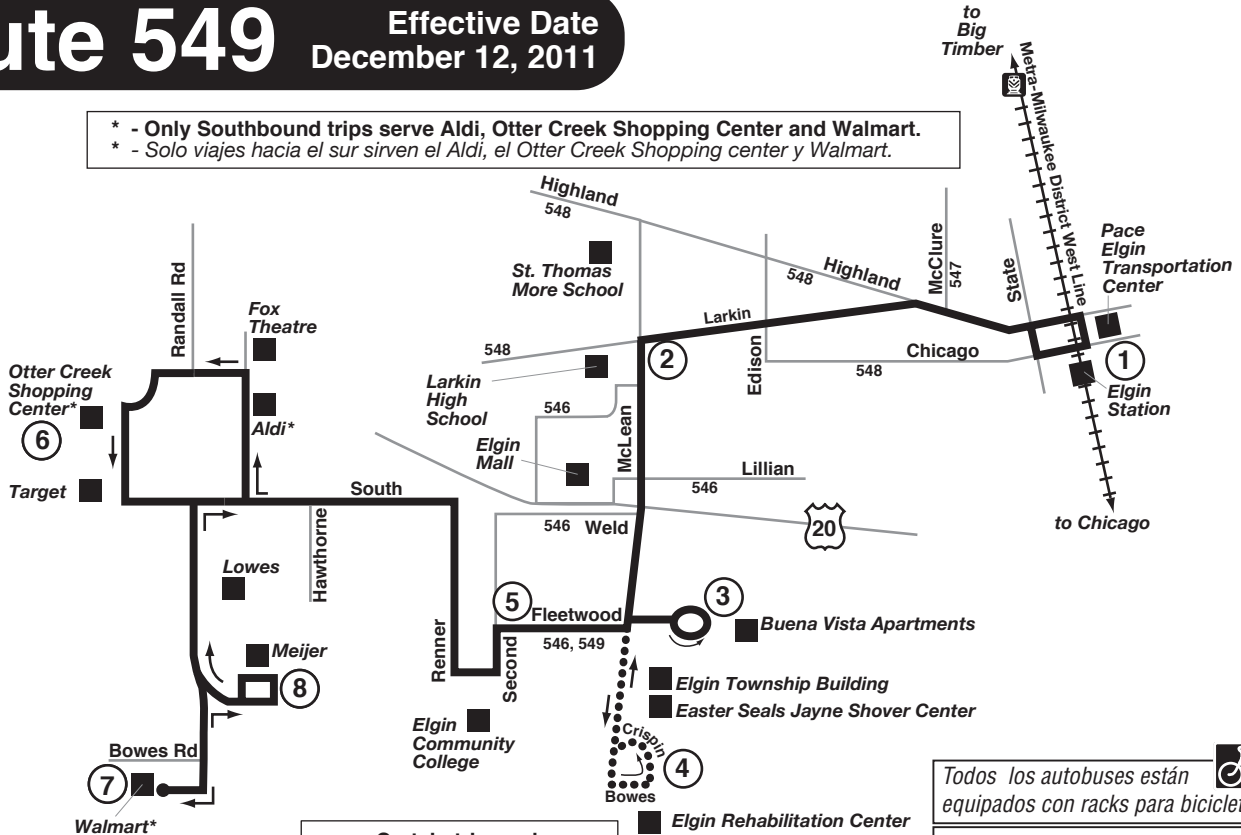 ute 549
Effective Date
December 12, 2011
* - Only Southbound trips serve Aldi, Otter Creek Shopping Center and Walmart.
* - Solo viajes hacia el sur sirven el Aldi, el Otter Creek Shopping center y Walmart.
to
Big
Timber
Metra-Milwaukee District West Line
Highland
548
St. Thomas
More School
548
Highland
McClure
547
State
Pace
Elgin
Transportation
Center
Randall Rd
Fox
Theatre
Larkin
548
2
Edison
Chicago
548
1
Elgin
Station
Otter Creek
Shopping
Center*
6
Aldi*
Larkin
High
School
546
McLean
Elgin
Mall
Target
South
Lillian
546
to Chicago
546
Weld
20
Hawthorne
Lowes
5
Fleetwood
546, 549
3
Buena Vista Apartments
Renner
Second
Meijer
8
Elgin Township Building
Easter Seals Jayne Shover Center
Elgin
Community
College
Crispin
4
Bowes
Bowes Rd
7
Walmart*
Elgin Rehabilitation Center
Todos los autobuses están
equipados con racks para biciclet